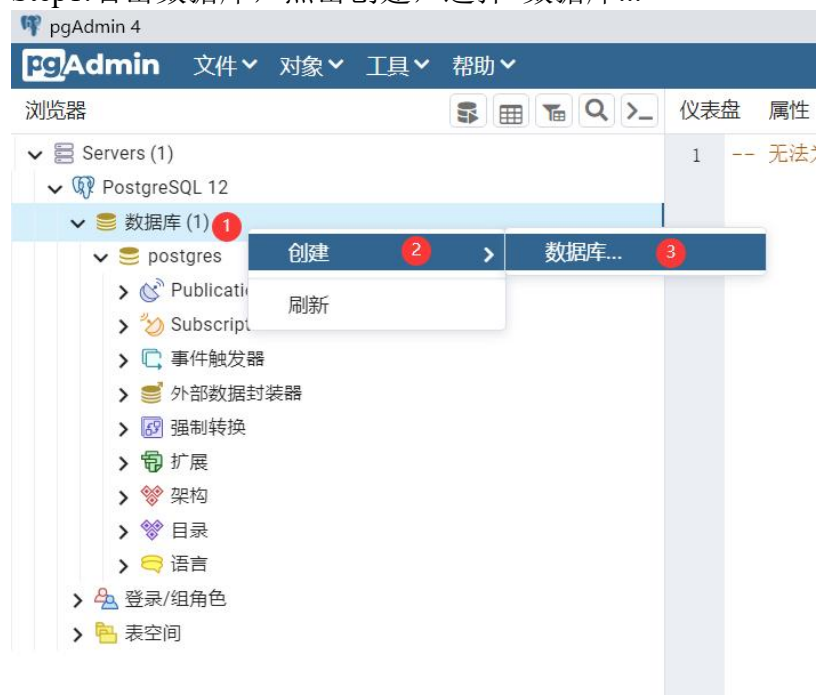 pgAdmin 4
pgAdmin 文件 对象 工具 帮助
浏览器 仪表盘 属性
Servers (1)
1 -- 无法
PostgreSQL 12
数据库 (1) 1
postgres 创建 2 数据库... 3
Publicati
刷新
Subscript
事件触发器
外部数据封装器
强制转换
扩展
架构
目录
语言
登录/组角色
表空间